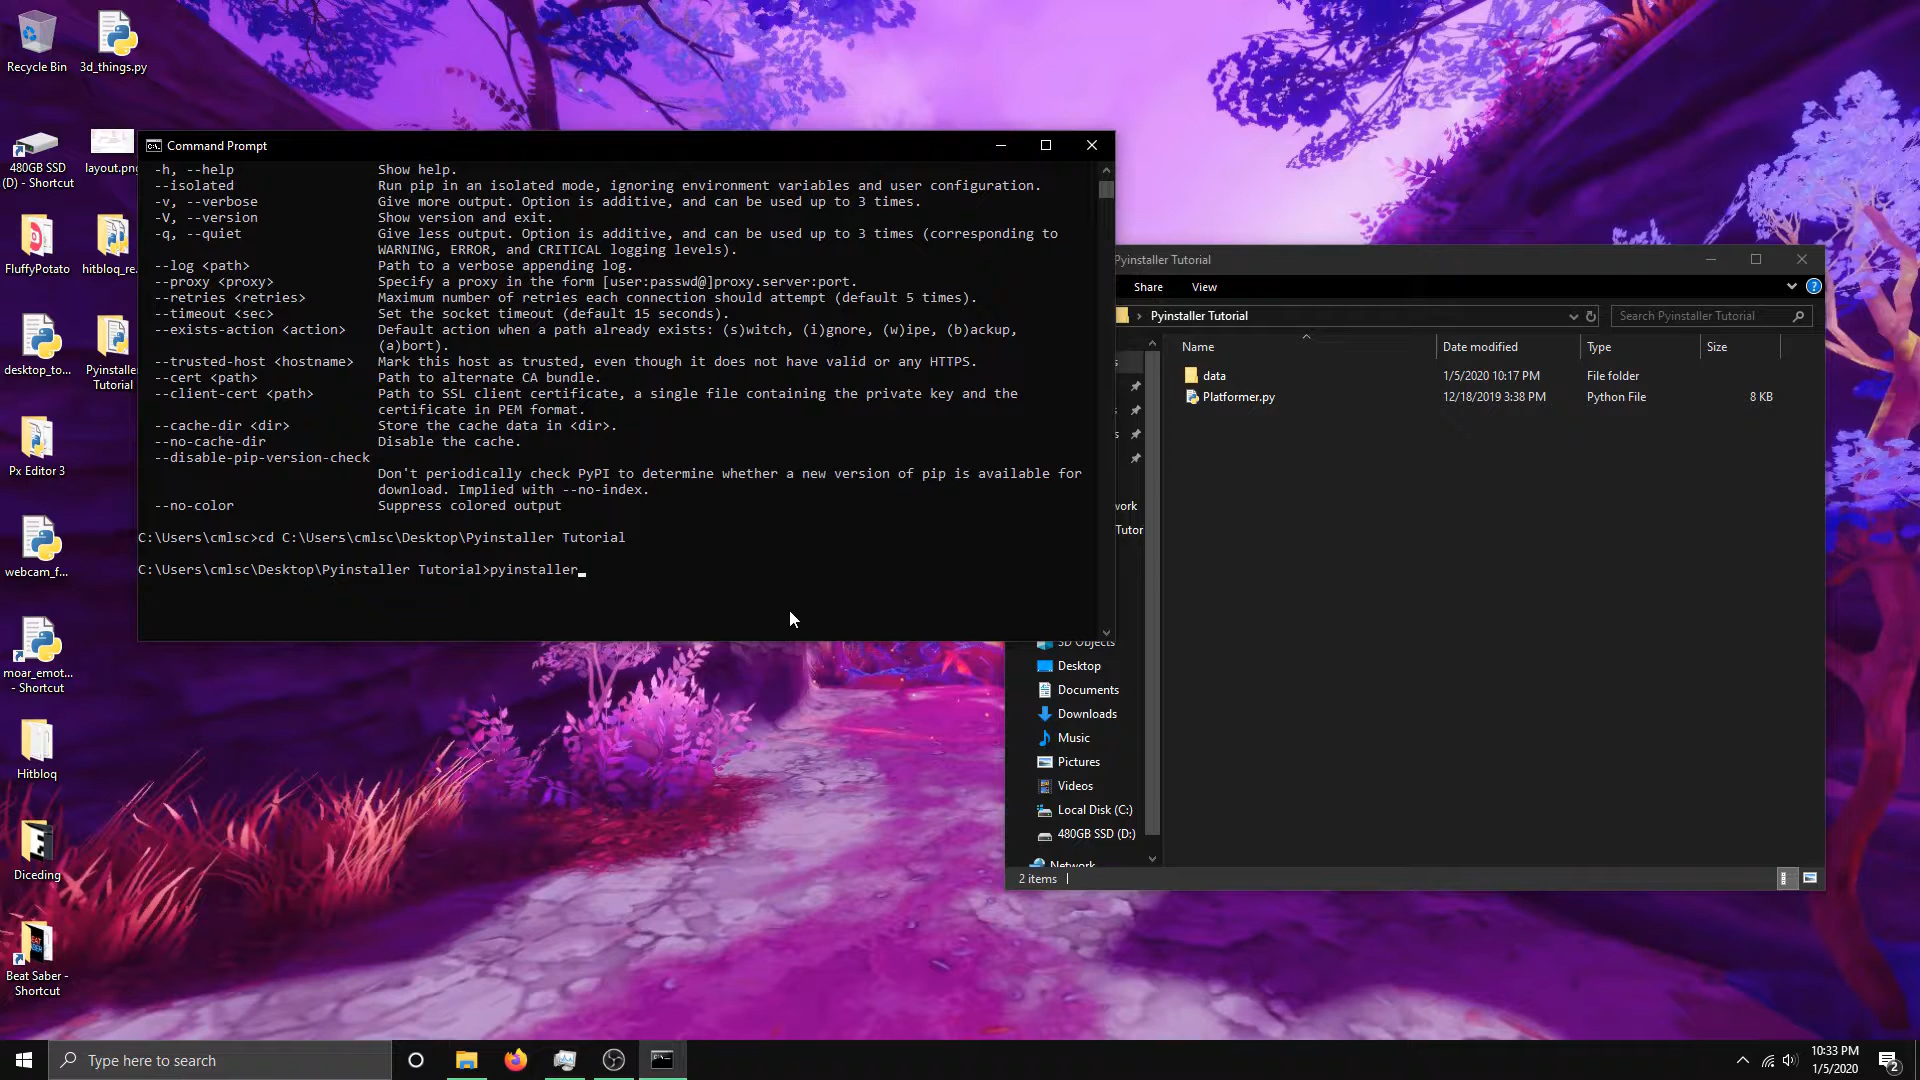 Recycle Bin
3d_things.py
480GB SSD
(D) - Shortcut
layout.png
FluffyPotato
hitbloq_re...
desktop_to...
Pyinstaller
Tutorial
Px Editor 3
webcam_f...
moar_emot...
- Shortcut
Hitbloq
Diceding
Beat Saber -
Shortcut
Command Prompt
-h, --help Show help.
--isolated Run pip in an isolated mode, ignoring environment variables and user configuration.
-v, --verbose Give more output. Option is additive, and can be used up to 3 times.
-V, --version Show version and exit.
-q, --quiet Give less output. Option is additive, and can be used up to 3 times (corresponding to
WARNING, ERROR, and CRITICAL logging levels).
--log <path> Path to a verbose appending log.
--proxy <proxy> Specify a proxy in the form [user:passwd@]proxy.server:port.
--retries <retries> Maximum number of retries each connection should attempt (default 5 times).
--timeout <sec> Set the socket timeout (default 15 seconds).
--exists-action <action> Default action when a path already exists: (s)witch, (i)gnore, (w)ipe, (b)ackup,
(a)bort).
--trusted-host <hostname> Mark this host as trusted, even though it does not have valid or any HTTPS.
--cert <path> Path to alternate CA bundle.
--client-cert <path> Path to SSL client certificate, a single file containing the private key and the
certificate in PEM format.
--cache-dir <dir> Store the cache data in <dir>.
--no-cache-dir Disable the cache.
--disable-pip-version-check
Don't periodically check PyPI to determine whether a new version of pip is available for
download. Implied with --no-index.
--no-color Suppress colored output
C:\Users\cmlsc>cd C:\Users\cmlsc\Desktop\Pyinstaller Tutorial
C:\Users\cmlsc\Desktop\Pyinstaller Tutorial>pyinstaller
Pyinstaller Tutorial
Share View
Pyinstaller Tutorial
Search Pyinstaller Tutorial
Name Date modified Type Size
data 1/5/2020 10:17 PM File folder
Platformer.py 12/18/2019 3:38 PM Python File 8 KB
work
Tutor
3D Objects
Desktop
Documents
Downloads
Music
Pictures
Videos
Local Disk (C:)
480GB SSD (D:)
Network
2 items
Type here to search
10:33 PM
1/5/2020
2